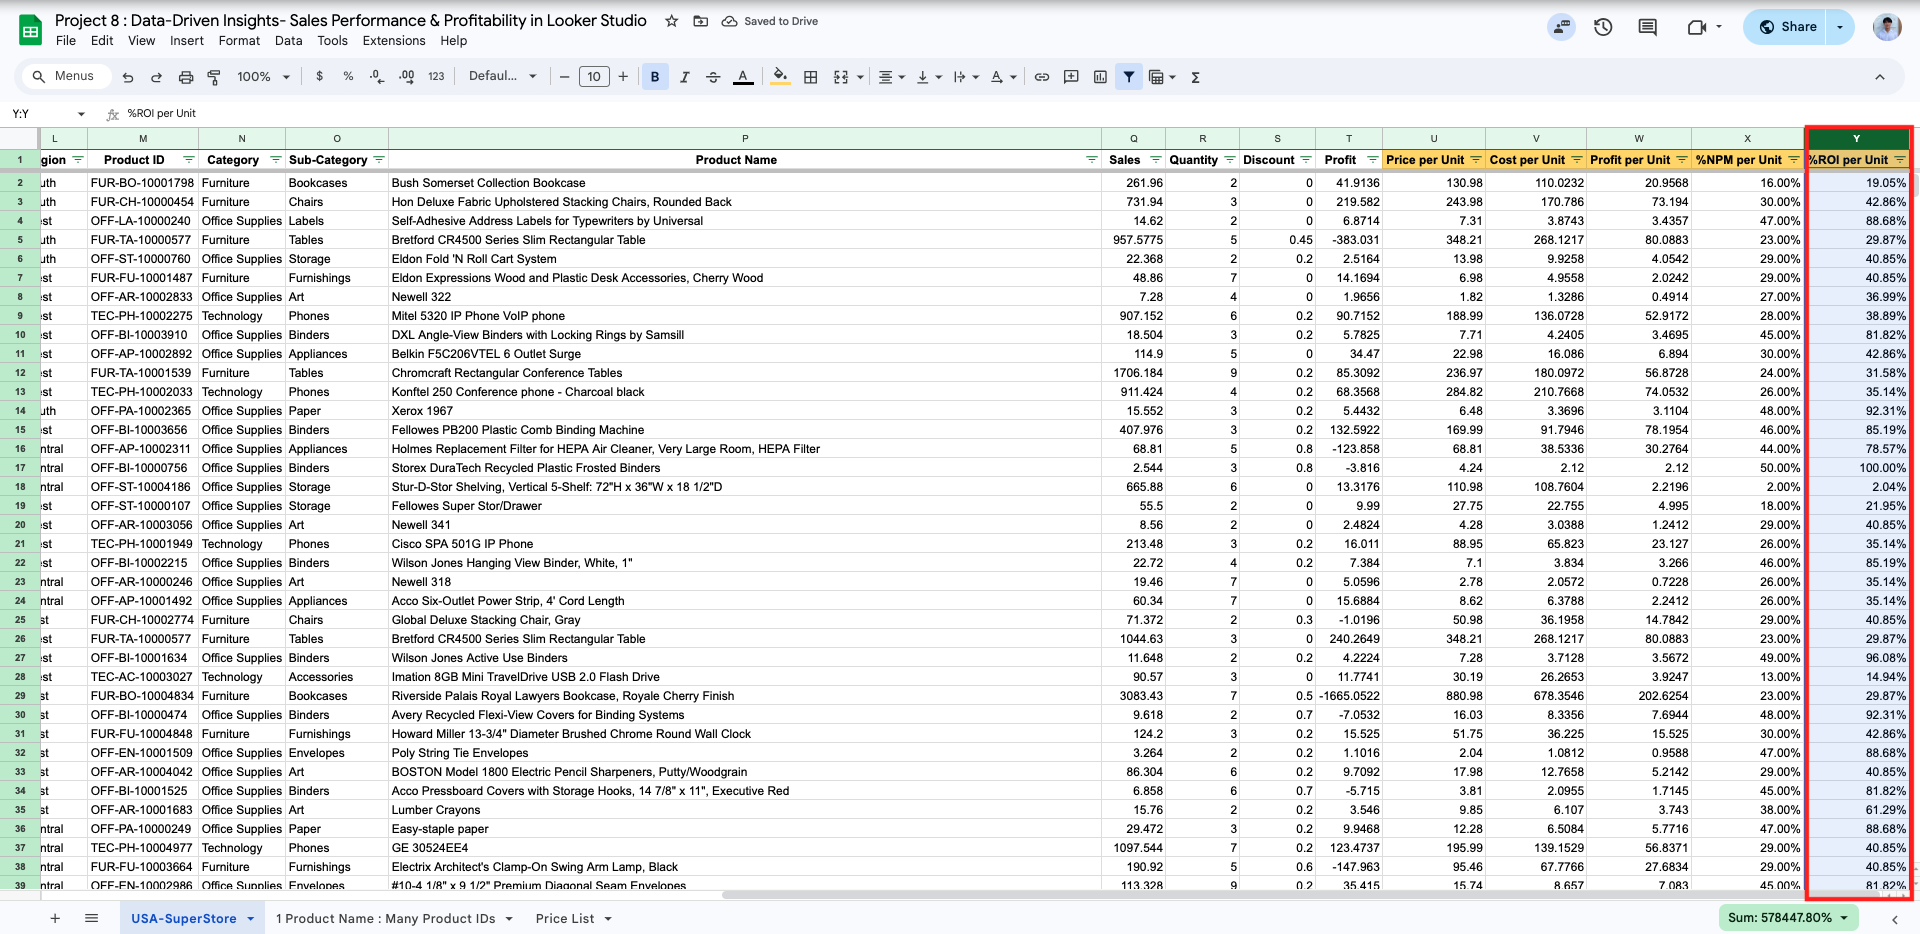 Project 8 : Data-Driven Insights- Sales Performance & Profitability in Looker Studio Saved to Drive
File Edit View Insert Format Data Tools Extensions Help
Share
Menus 100% $ % .0 .00 123 Defaul... − 10 + B I S A Σ
Y:Y fx %ROI per Unit
L M N O P Q R S T U V W X Y
1 gion Product ID Category Sub-Category Product Name Sales Quantity Discount Profit Price per Unit Cost per Unit Profit per Unit %NPM per Unit %ROI per Unit
2 uth FUR-BO-10001798 Furniture Bookcases Bush Somerset Collection Bookcase 261.96 2 0 41.9136 130.98 110.0232 20.9568 16.00% 19.05%
3 uth FUR-CH-10000454 Furniture Chairs Hon Deluxe Fabric Upholstered Stacking Chairs, Rounded Back 731.94 3 0 219.582 243.98 170.786 73.194 30.00% 42.86%
4 est OFF-LA-10000240 Office Supplies Labels Self-Adhesive Address Labels for Typewriters by Universal 14.62 2 0 6.8714 7.31 3.8743 3.4357 47.00% 88.68%
5 uth FUR-TA-10000577 Furniture Tables Bretford CR4500 Series Slim Rectangular Table 957.5775 5 0.45 -383.031 348.21 268.1217 80.0883 23.00% 29.87%
6 uth OFF-ST-10000760 Office Supplies Storage Eldon Fold 'N Roll Cart System 22.368 2 0.2 2.5164 13.98 9.9258 4.0542 29.00% 40.85%
7 est FUR-FU-10001487 Furniture Furnishings Eldon Expressions Wood and Plastic Desk Accessories, Cherry Wood 48.86 7 0 14.1694 6.98 4.9558 2.0242 29.00% 40.85%
8 est OFF-AR-10002833 Office Supplies Art Newell 322 7.28 4 0 1.9656 1.82 1.3286 0.4914 27.00% 36.99%
9 est TEC-PH-10002275 Technology Phones Mitel 5320 IP Phone VoIP phone 907.152 6 0.2 90.7152 188.99 136.0728 52.9172 28.00% 38.89%
10 est OFF-BI-10003910 Office Supplies Binders DXL Angle-View Binders with Locking Rings by Samsill 18.504 3 0.2 5.7825 7.71 4.2405 3.4695 45.00% 81.82%
11 est OFF-AP-10002892 Office Supplies Appliances Belkin F5C206VTEL 6 Outlet Surge 114.9 5 0 34.47 22.98 16.086 6.894 30.00% 42.86%
12 est FUR-TA-10001539 Furniture Tables Chromcraft Rectangular Conference Tables 1706.184 9 0.2 85.3092 236.97 180.0972 56.8728 24.00% 31.58%
13 est TEC-PH-10002033 Technology Phones Konftel 250 Conference phone - Charcoal black 911.424 4 0.2 68.3568 284.82 210.7668 74.0532 26.00% 35.14%
14 uth OFF-PA-10002365 Office Supplies Paper Xerox 1967 15.552 3 0.2 5.4432 6.48 3.3696 3.1104 48.00% 92.31%
15 est OFF-BI-10003656 Office Supplies Binders Fellowes PB200 Plastic Comb Binding Machine 407.976 3 0.2 132.5922 169.99 91.7946 78.1954 46.00% 85.19%
16 ntral OFF-AP-10002311 Office Supplies Appliances Holmes Replacement Filter for HEPA Air Cleaner, Very Large Room, HEPA Filter 68.81 5 0.8 -123.858 68.81 38.5336 30.2764 44.00% 78.57%
17 ntral OFF-BI-10000756 Office Supplies Binders Storex DuraTech Recycled Plastic Frosted Binders 2.544 3 0.8 -3.816 4.24 2.12 2.12 50.00% 100.00%
18 ntral OFF-ST-10004186 Office Supplies Storage Stur-D-Stor Shelving, Vertical 5-Shelf: 72"H x 36"W x 18 1/2"D 665.88 6 0 13.3176 110.98 108.7604 2.2196 2.00% 2.04%
19 est OFF-ST-10000107 Office Supplies Storage Fellowes Super Stor/Drawer 55.5 2 0 9.99 27.75 22.755 4.995 18.00% 21.95%
20 est OFF-AR-10003056 Office Supplies Art Newell 341 8.56 2 0 2.4824 4.28 3.0388 1.2412 29.00% 40.85%
21 est TEC-PH-10001949 Technology Phones Cisco SPA 501G IP Phone 213.48 3 0.2 16.011 88.95 65.823 23.127 26.00% 35.14%
22 est OFF-BI-10002215 Office Supplies Binders Wilson Jones Hanging View Binder, White, 1" 22.72 4 0.2 7.384 7.1 3.834 3.266 46.00% 85.19%
23 ntral OFF-AR-10000246 Office Supplies Art Newell 318 19.46 7 0 5.0596 2.78 2.0572 0.7228 26.00% 35.14%
24 ntral OFF-AP-10001492 Office Supplies Appliances Acco Six-Outlet Power Strip, 4' Cord Length 60.34 7 0 15.6884 8.62 6.3788 2.2412 26.00% 35.14%
25 st FUR-CH-10002774 Furniture Chairs Global Deluxe Stacking Chair, Gray 71.372 2 0.3 -1.0196 50.98 36.1958 14.7842 29.00% 40.85%
26 est FUR-TA-10000577 Furniture Tables Bretford CR4500 Series Slim Rectangular Table 1044.63 3 0 240.2649 348.21 268.1217 80.0883 23.00% 29.87%
27 est OFF-BI-10001634 Office Supplies Binders Wilson Jones Active Use Binders 11.648 2 0.2 4.2224 7.28 3.7128 3.5672 49.00% 96.08%
28 est TEC-AC-10003027 Technology Accessories Imation 8GB Mini TravelDrive USB 2.0 Flash Drive 90.57 3 0 11.7741 30.19 26.2653 3.9247 13.00% 14.94%
29 st FUR-BO-10004834 Furniture Bookcases Riverside Palais Royal Lawyers Bookcase, Royale Cherry Finish 3083.43 7 0.5 -1665.0522 880.98 678.3546 202.6254 23.00% 29.87%
30 st OFF-BI-10000474 Office Supplies Binders Avery Recycled Flexi-View Covers for Binding Systems 9.618 2 0.7 -7.0532 16.03 8.3356 7.6944 48.00% 92.31%
31 st FUR-FU-10004848 Furniture Furnishings Howard Miller 13-3/4" Diameter Brushed Chrome Round Wall Clock 124.2 3 0.2 15.525 51.75 36.225 15.525 30.00% 42.86%
32 st OFF-EN-10001509 Office Supplies Envelopes Poly String Tie Envelopes 3.264 2 0.2 1.1016 2.04 1.0812 0.9588 47.00% 88.68%
33 st OFF-AR-10004042 Office Supplies Art BOSTON Model 1800 Electric Pencil Sharpeners, Putty/Woodgrain 86.304 6 0.2 9.7092 17.98 12.7658 5.2142 29.00% 40.85%
34 st OFF-BI-10001525 Office Supplies Binders Acco Pressboard Covers with Storage Hooks, 14 7/8" x 11", Executive Red 6.858 6 0.7 -5.715 3.81 2.0955 1.7145 45.00% 81.82%
35 st OFF-AR-10001683 Office Supplies Art Lumber Crayons 15.76 2 0.2 3.546 9.85 6.107 3.743 38.00% 61.29%
36 ntral OFF-PA-10000249 Office Supplies Paper Easy-staple paper 29.472 3 0.2 9.9468 12.28 6.5084 5.7716 47.00% 88.68%
37 ntral TEC-PH-10004977 Technology Phones GE 30524EE4 1097.544 7 0.2 123.4737 195.99 139.1529 56.8371 29.00% 40.85%
38 ntral FUR-FU-10003664 Furniture Furnishings Electrix Architect's Clamp-On Swing Arm Lamp, Black 190.92 5 0.6 -147.963 95.46 67.7766 27.6834 29.00% 40.85%
39 ntral OFF-EN-10002986 Office Supplies Envelopes #10-4 1/8" x 9 1/2" Premium Diagonal Seam Envelopes 113.328 9 0.2 35.415 15.74 8.657 7.083 45.00% 81.82%
USA-SuperStore 1 Product Name : Many Product IDs Price List Sum: 578447.80%